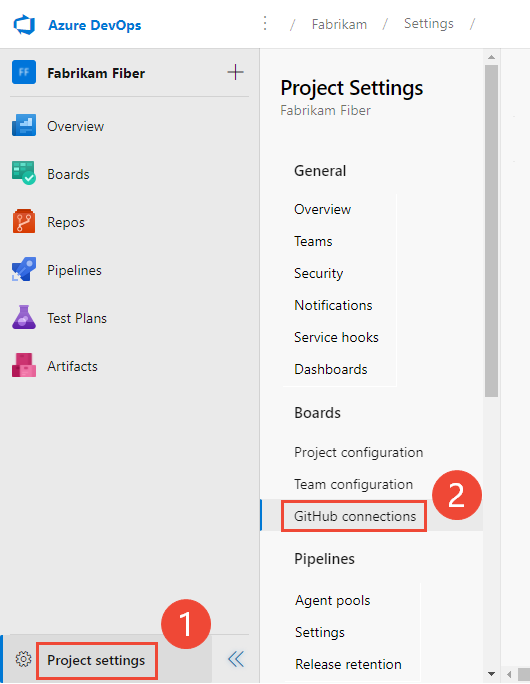 Azure DevOps
/ Fabrikam / Settings /
FF Fabrikam Fiber
Overview
Boards
Repos
Pipelines
Test Plans
Artifacts
1
Project settings
Project Settings
Fabrikam Fiber
General
Overview
Teams
Security
Notifications
Service hooks
Dashboards
Boards
Project configuration
Team configuration
GitHub connections
2
Pipelines
Agent pools
Settings
Release retention